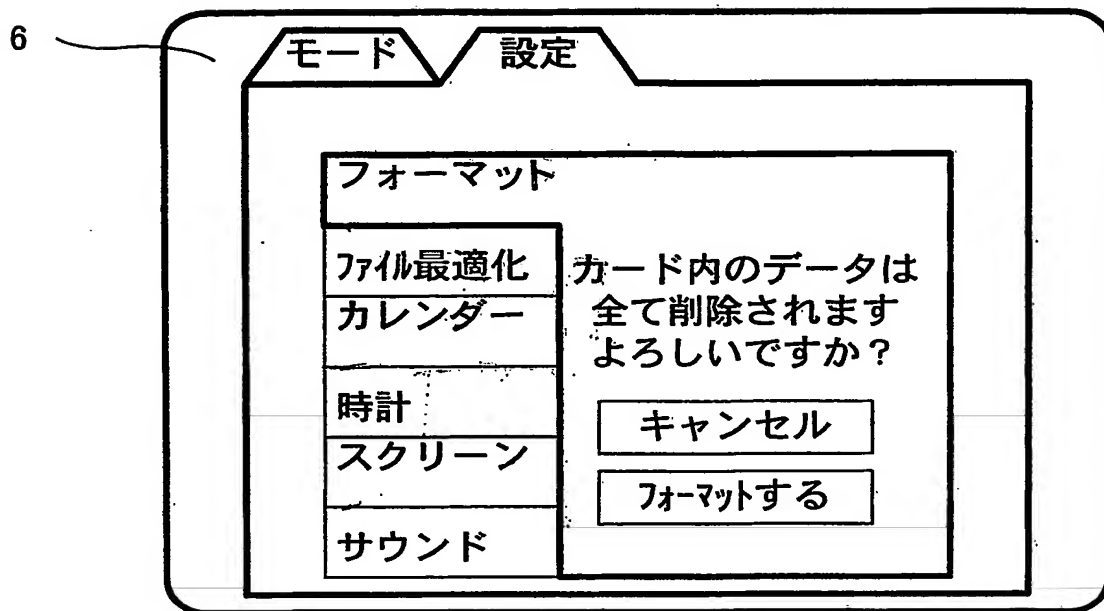 6
モード
設定
フォーマット
ﾌｧｲﾙ最適化
カレンダー
時計
スクリーン
サウンド
カード内のデータは
全て削除されます
よろしいですか？
キャンセル
ﾌｫｰﾏｯﾄする